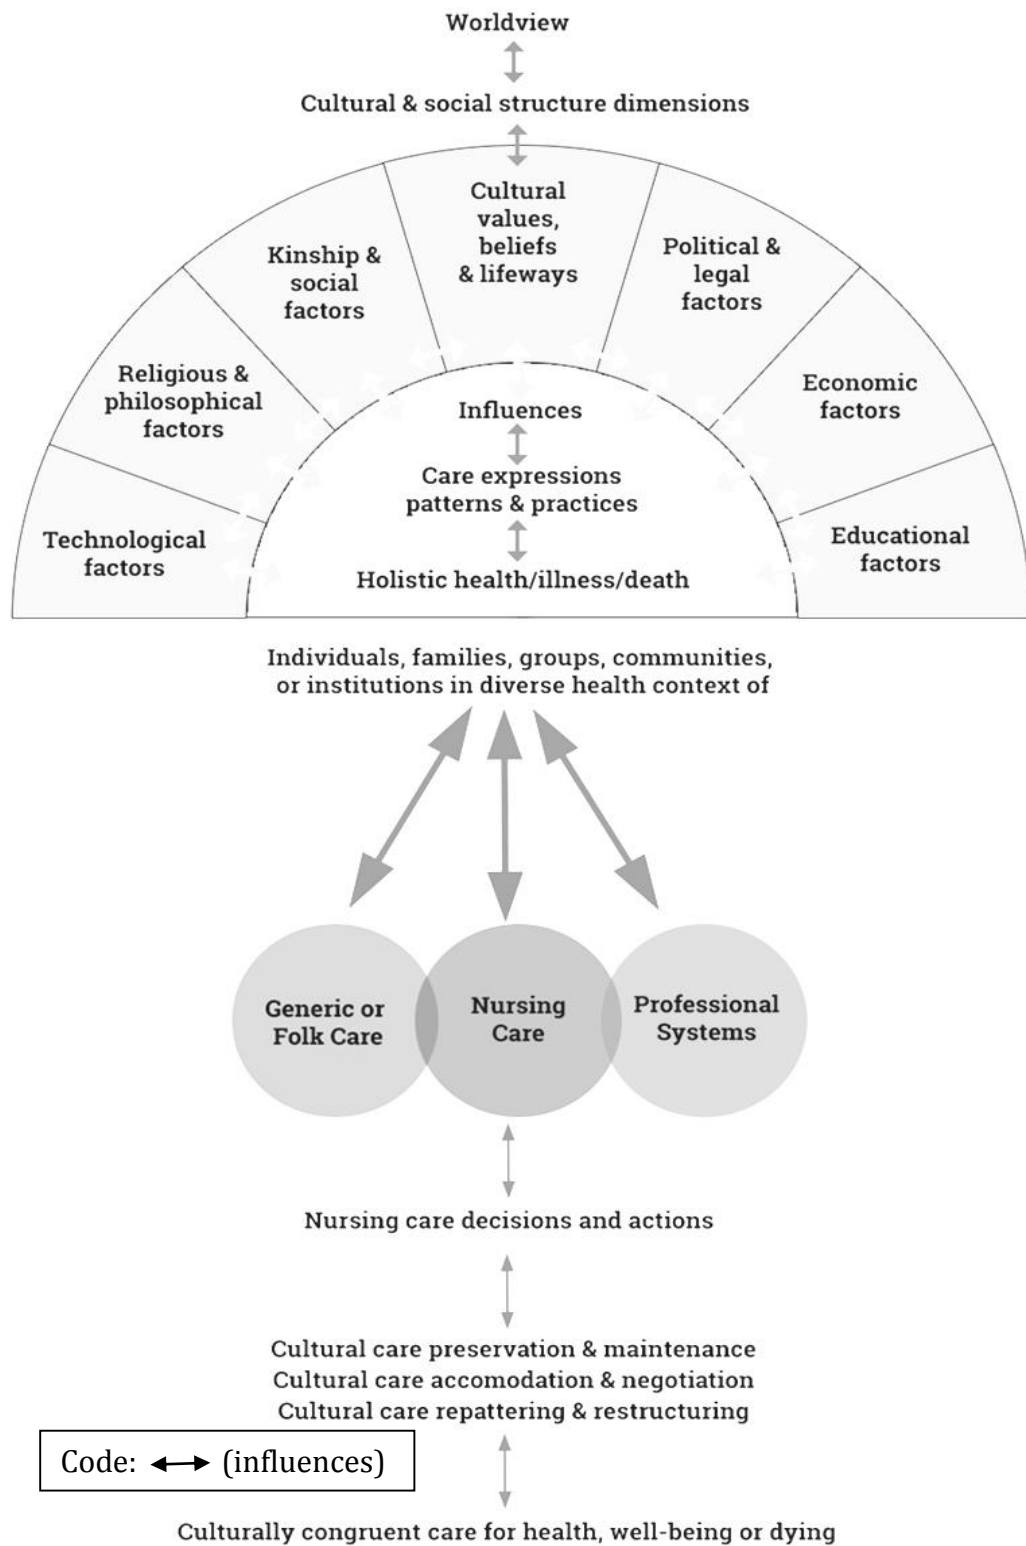 Worldview
Cultural & social structure dimensions
Cultural
values,
beliefs
& lifeways
Kinship &
social
factors
Political &
legal
factors
Religious &
philosophical
factors
Economic
factors
Technological
factors
Educational
factors
Influences
Care expressions
patterns & practices
Holistic health/illness/death
Individuals, families, groups, communities,
or institutions in diverse health context of
Generic or
Folk Care
Nursing
Care
Professional
Systems
Nursing care decisions and actions
Cultural care preservation & maintenance
Cultural care accomodation & negotiation
Cultural care repattering & restructuring
Code: ↔ (influences)
Culturally congruent care for health, well-being or dying